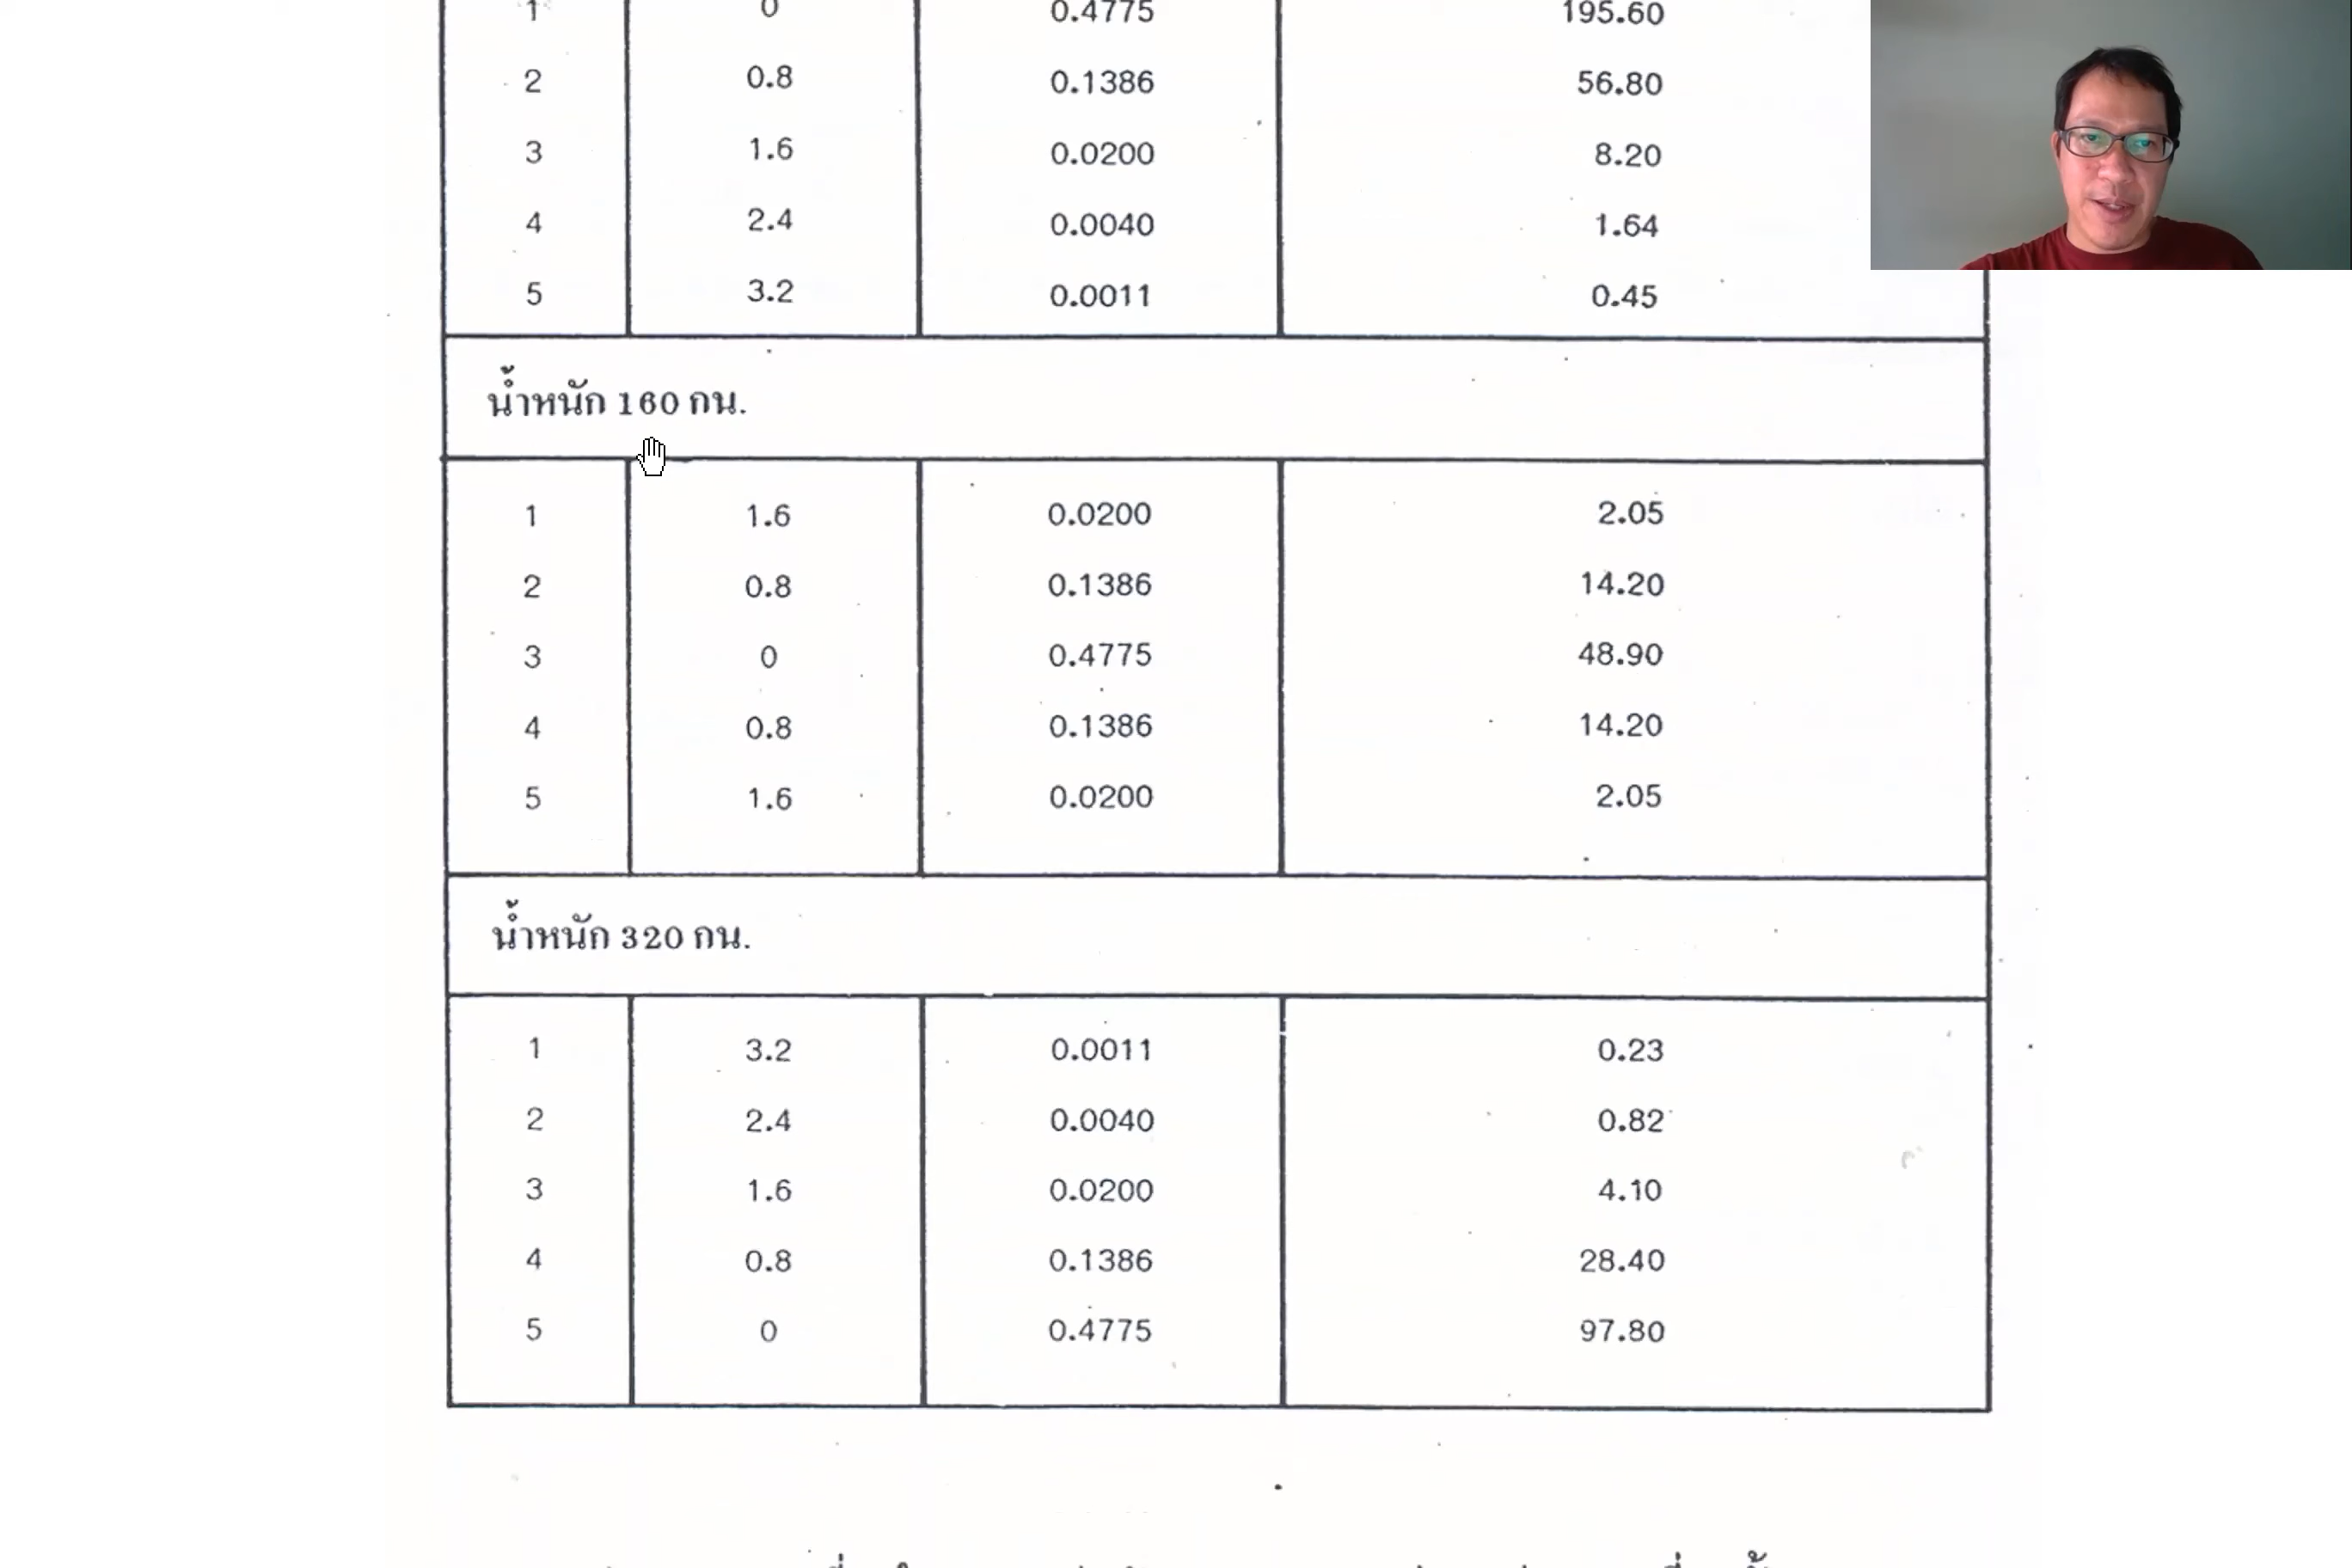 1 0 0.4775 195.60
2 0.8 0.1386 56.80
3 1.6 0.0200 8.20
4 2.4 0.0040 1.64
5 3.2 0.0011 0.45
น้ำหนัก 160 กน.
1 1.6 0.0200 2.05
2 0.8 0.1386 14.20
3 0 0.4775 48.90
4 0.8 0.1386 14.20
5 1.6 0.0200 2.05
น้ำหนัก 320 กน.
1 3.2 0.0011 0.23
2 2.4 0.0040 0.82
3 1.6 0.0200 4.10
4 0.8 0.1386 28.40
5 0 0.4775 97.80